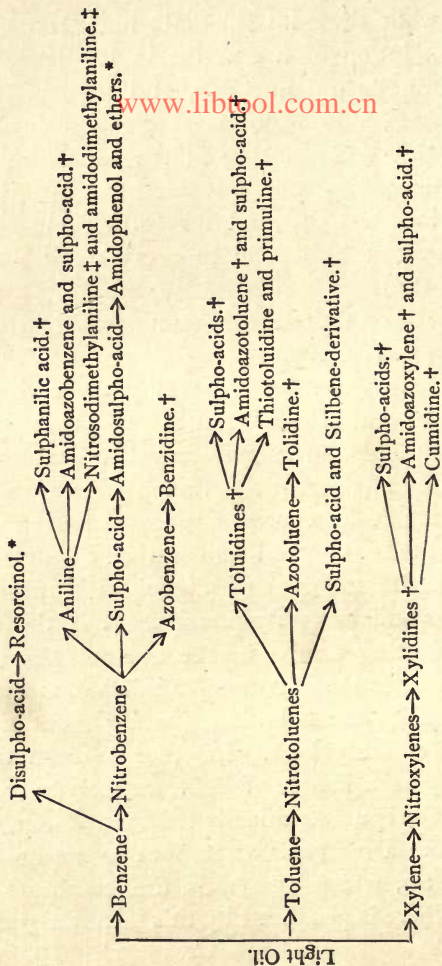 www.libtool.com.cn
Disulpho-acid→Resorcinol.*
Sulphanilic acid.†
Aniline
Amidoazobenzene and sulpho-acid.†
Nitrosodimethylaniline‡ and amidodimethylaniline.‡
Benzene→Nitrobenzene
Sulpho-acid→Amidosulpho-acid→Amidophenol and ethers.*
Azobenzene→Benzidine.†
Sulpho-acids.†
Toluidines†
Amidoazotoluene† and sulpho-acid.†
Thiotoluidine and primuline.†
Light Oil.
Toluene→Nitrotoluenes
Azotoluene→Tolidine.†
Sulpho-acid and Stilbene-derivative.†
Sulpho-acids.†
Xylene→Nitroxylenes→Xylidines†
Amidoazoxylene† and sulpho-acid.†
Cumidine.†